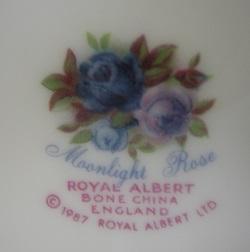 Moonlight Rose
ROYAL ALBERT
BONE CHINA
ENGLAND
© 1987 ROYAL ALBERT LTD